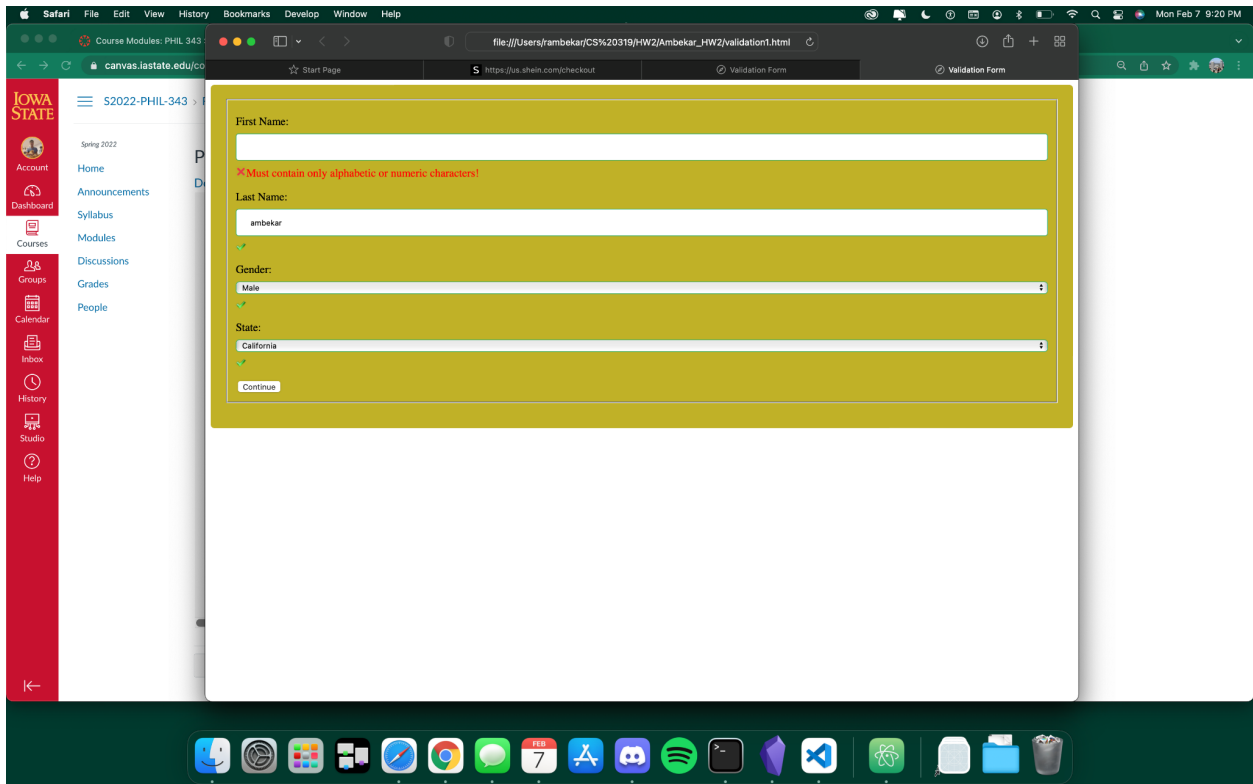 Safari File Edit View History Bookmarks Develop Window Help Mon Feb 7 9:20 PM
Course Modules: PHIL 343
file:///Users/rambekar/CS%20319/HW2/Ambekar_HW2/validation1.html
canvas.iastate.edu/co
Start Page
S https://us.shein.com/checkout
Validation Form
Validation Form
IOWA
STATE
Account
Dashboard
Courses
Groups
Calendar
Inbox
History
Studio
Help
S2022-PHIL-343 › F
Spring 2022
Home
Announcements
Syllabus
Modules
Discussions
Grades
People
P
De
First Name:
Must contain only alphabetic or numeric characters!
Last Name:
ambekar
Gender:
Male
State:
California
Continue
FEB
7